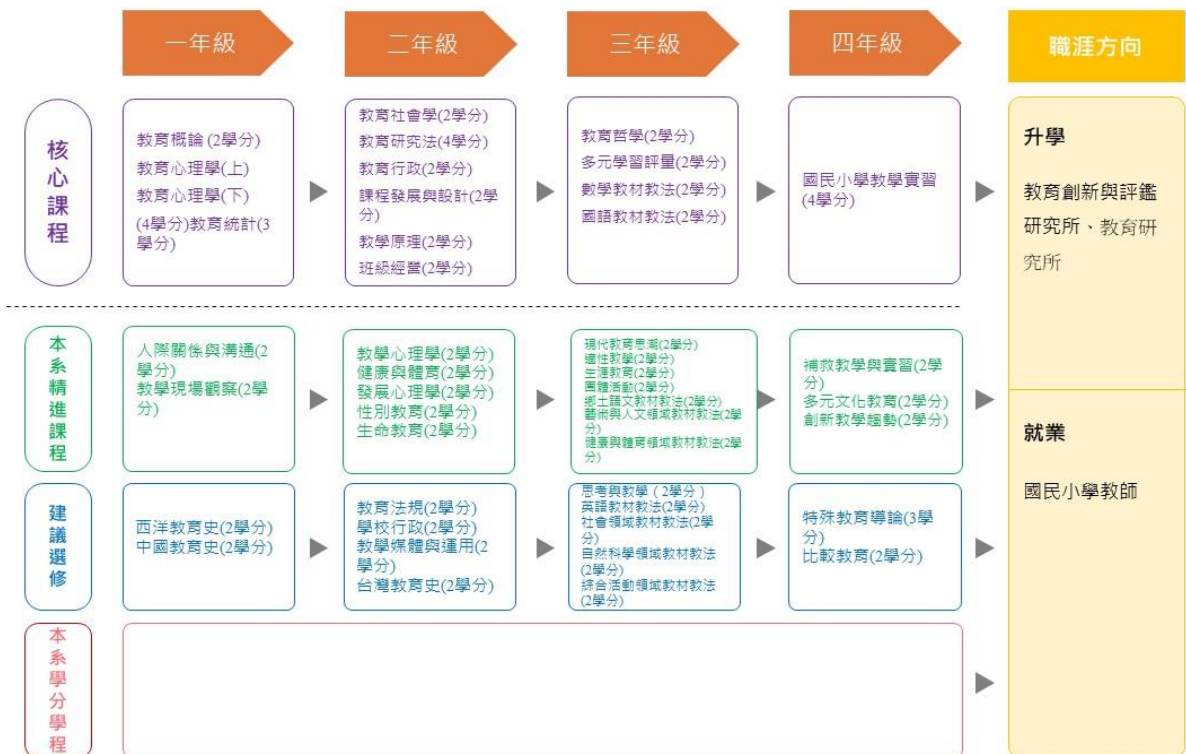 一年級
二年級
三年級
四年級
職涯方向
核心課程
教育概論 (2學分)
教育心理學(上)
教育心理學(下)
(4學分)教育統計(3
學分)
教育社會學(2學分)
教育研究法(4學分)
教育行政(2學分)
課程發展與設計(2學
分)
教學原理(2學分)
班級經營(2學分)
教育哲學(2學分)
多元學習評量(2學分)
數學教材教法(2學分)
國語教材教法(2學分)
國民小學教學實習
(4學分)
升學
教育創新與評鑑
研究所、教育研
究所
本系精進課程
人際關係與溝通(2
學分)
教學現場觀察(2學
分)
教學心理學(2學分)
健康與體育(2學分)
發展心理學(2學分)
性別教育(2學分)
生命教育(2學分)
現代教育思潮(2學分)
適性教學(2學分)
生涯教育(2學分)
團體活動(2學分)
鄉土語文教材教法(2學分)
藝術與人文領域教材教法(2學
分)
健康與體育領域教材教法(2學
分)
補救教學與實習(2學
分)
多元文化教育(2學分)
創新教學趨勢(2學分)
就業
國民小學教師
建議選修
西洋教育史(2學分)
中國教育史(2學分)
教育法規(2學分)
學校行政(2學分)
教學媒體與運用(2
學分)
台灣教育史(2學分)
思考與教學 ( 2學分 )
英語教材教法(2學分)
社會領域教材教法(2學
分)
自然科學領域教材教法
(2學分)
綜合活動領域教材教法
(2學分)
特殊教育導論(3學
分)
比較教育(2學分)
本系學分學程